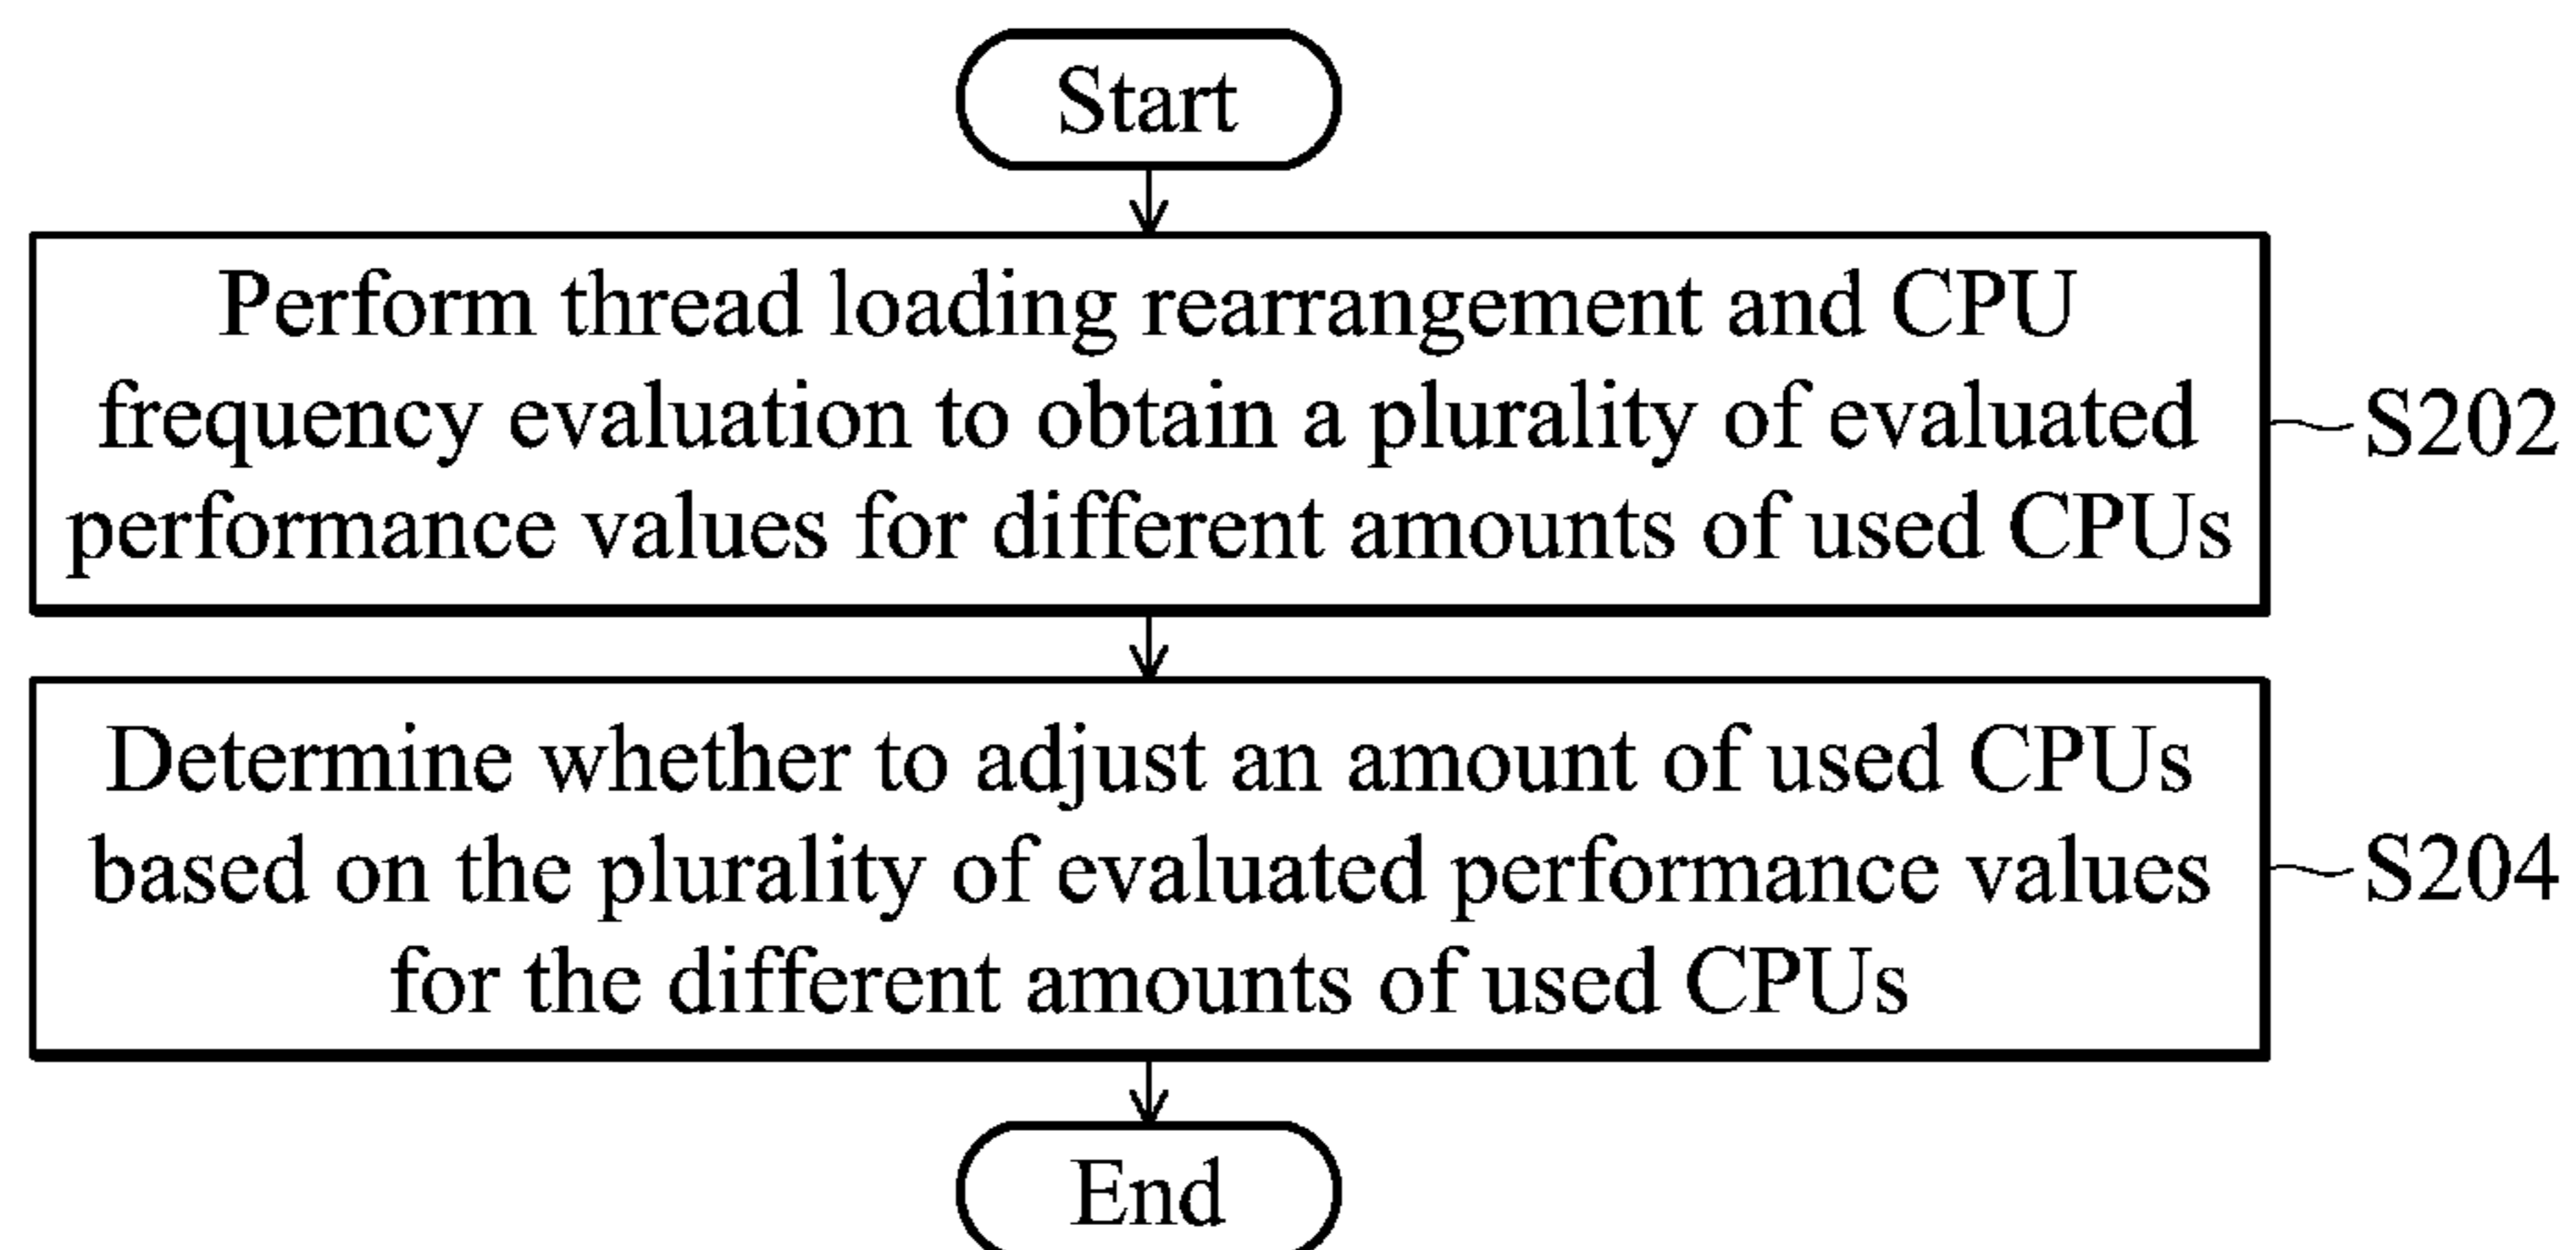 Start
Perform thread loading rearrangement and CPU
frequency evaluation to obtain a plurality of evaluated
performance values for different amounts of used CPUs
S202
Determine whether to adjust an amount of used CPUs
based on the plurality of evaluated performance values
for the different amounts of used CPUs
S204
End